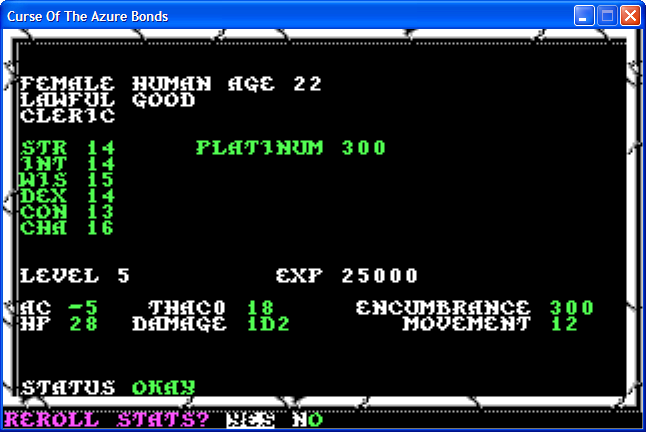 Curse Of The Azure Bonds
FEMALE HUMAN AGE 22
LAWFUL GOOD
CLERIC
STR 14 PLATINUM 300
INT 14
WIS 15
DEX 14
CON 13
CHA 16
LEVEL 5 EXP 25000
AC -5 THAC0 18 ENCUMBRANCE 300
HP 28 DAMAGE 1D2 MOVEMENT 12
STATUS OKAY
REROLL STATS? YES NO